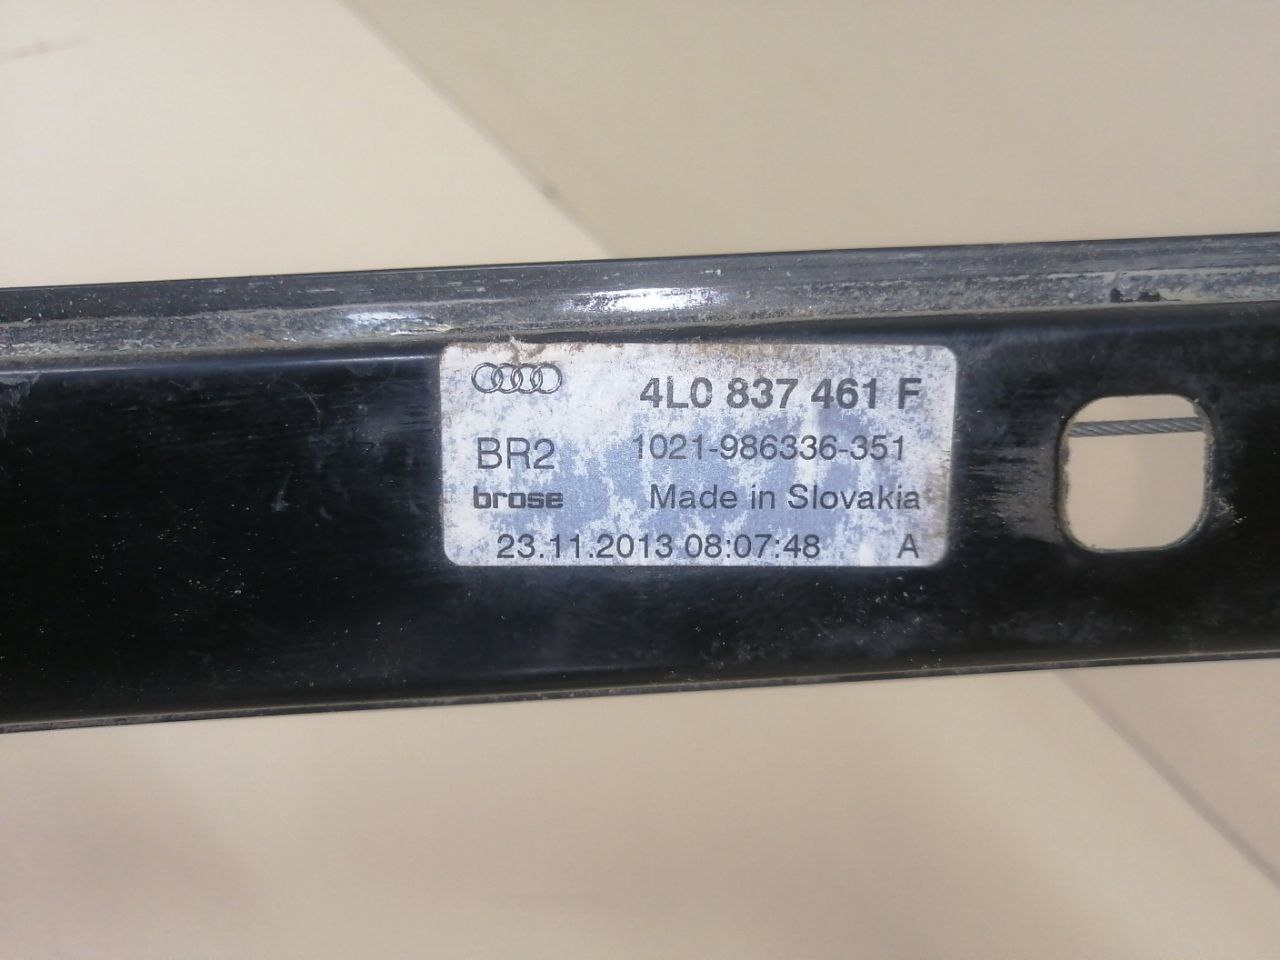 4L0 837 461 F
BR2 1021-986336-351
brose Made in Slovakia
23.11.2013 08:07:48 A